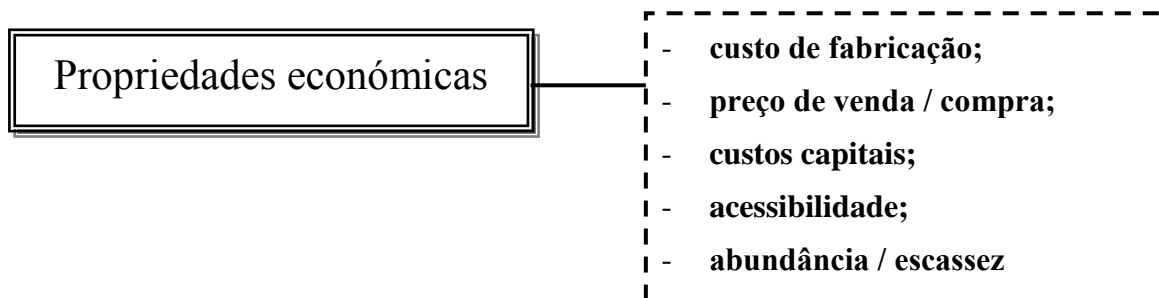 Propriedades económicas
- custo de fabricação;
- preço de venda / compra;
- custos capitais;
- acessibilidade;
- abundância / escassez